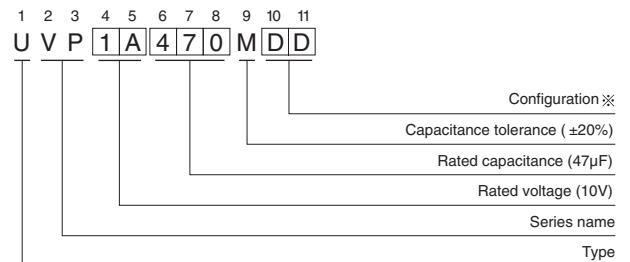 1 2 3 4 5 6 7 8 9 10 11
U V P 1 A 4 7 0 M D D
Configuration ※
Capacitance tolerance ( ±20%)
Rated capacitance (47µF)
Rated voltage (10V)
Series name
Type